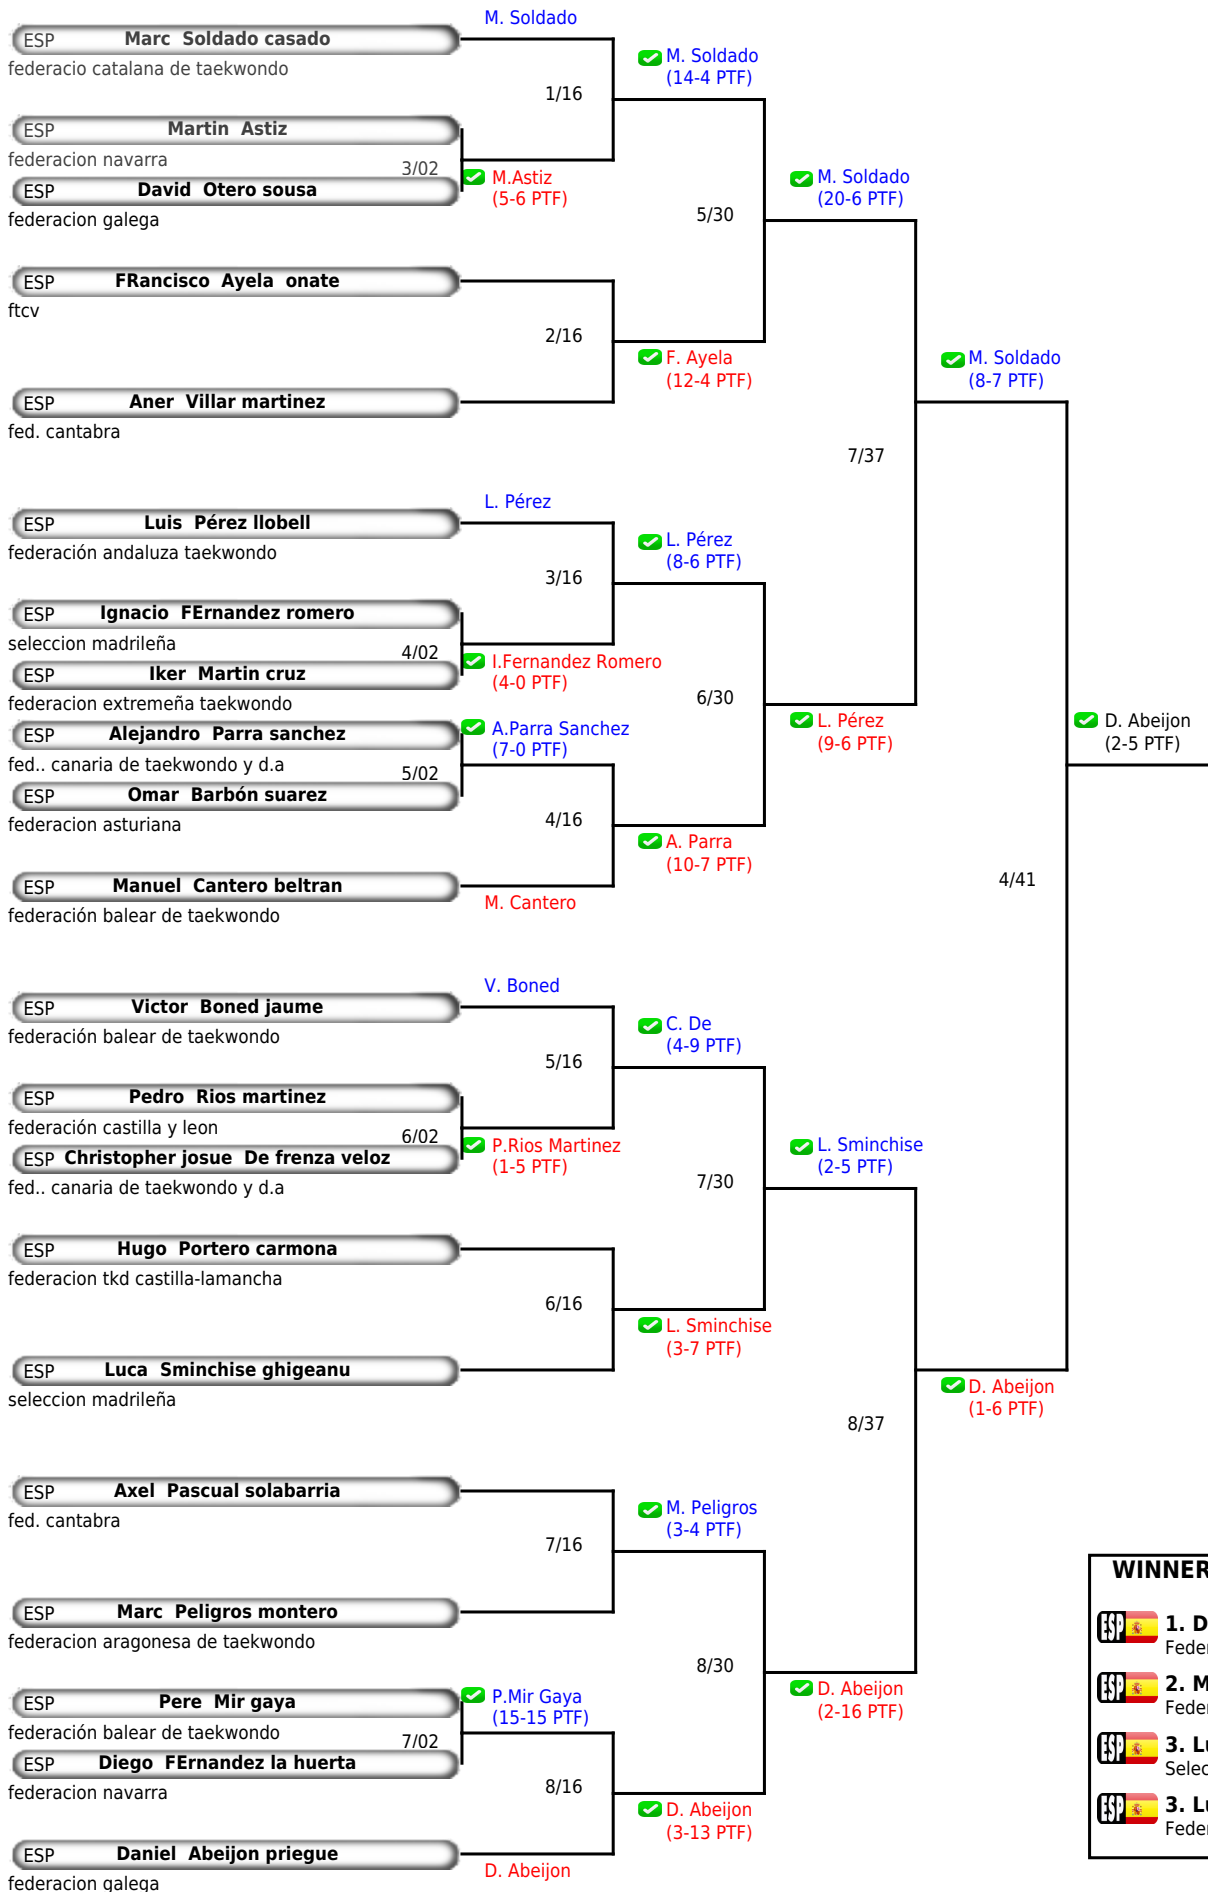 M. Soldado
ESP Marc Soldado casado
federacio catalana de taekwondo
M. Soldado
(14-4 PTF)
1/16
ESP Martin Astiz
federacion navarra
3/02
M.Astiz
(5-6 PTF)
ESP David Otero sousa
federacion galega
M. Soldado
(20-6 PTF)
5/30
ESP FRancisco Ayela onate
ftcv
2/16
F. Ayela
(12-4 PTF)
ESP Aner Villar martinez
fed. cantabra
M. Soldado
(8-7 PTF)
7/37
L. Pérez
ESP Luis Pérez llobell
federación andaluza taekwondo
L. Pérez
(8-6 PTF)
3/16
ESP Ignacio FErnandez romero
seleccion madrileña
4/02
I.Fernandez Romero
(4-0 PTF)
ESP Iker Martin cruz
federacion extremeña taekwondo
6/30
L. Pérez
(9-6 PTF)
D. Abeijon
(2-5 PTF)
ESP Alejandro Parra sanchez
A.Parra Sanchez
(7-0 PTF)
fed.. canaria de taekwondo y d.a
5/02
ESP Omar Barbón suarez
federacion asturiana
4/16
A. Parra
(10-7 PTF)
ESP Manuel Cantero beltran
M. Cantero
federación balear de taekwondo
4/41
V. Boned
ESP Victor Boned jaume
federación balear de taekwondo
C. De
(4-9 PTF)
5/16
ESP Pedro Rios martinez
federación castilla y leon
6/02
P.Rios Martinez
(1-5 PTF)
ESP Christopher josue De frenza veloz
fed.. canaria de taekwondo y d.a
7/30
L. Sminchise
(2-5 PTF)
ESP Hugo Portero carmona
federacion tkd castilla-lamancha
6/16
L. Sminchise
(3-7 PTF)
ESP Luca Sminchise ghigeanu
seleccion madrileña
D. Abeijon
(1-6 PTF)
8/37
ESP Axel Pascual solabarria
fed. cantabra
M. Peligros
(3-4 PTF)
7/16
ESP Marc Peligros montero
federacion aragonesa de taekwondo
8/30
D. Abeijon
(2-16 PTF)
ESP Pere Mir gaya
P.Mir Gaya
(15-15 PTF)
federación balear de taekwondo
7/02
ESP Diego FErnandez la huerta
federacion navarra
8/16
D. Abeijon
(3-13 PTF)
ESP Daniel Abeijon priegue
D. Abeijon
federacion galega
WINNER
ESP 1. D
Feder
ESP 2. M
Feder
ESP 3. Lu
Selec
ESP 3. Lu
Feder